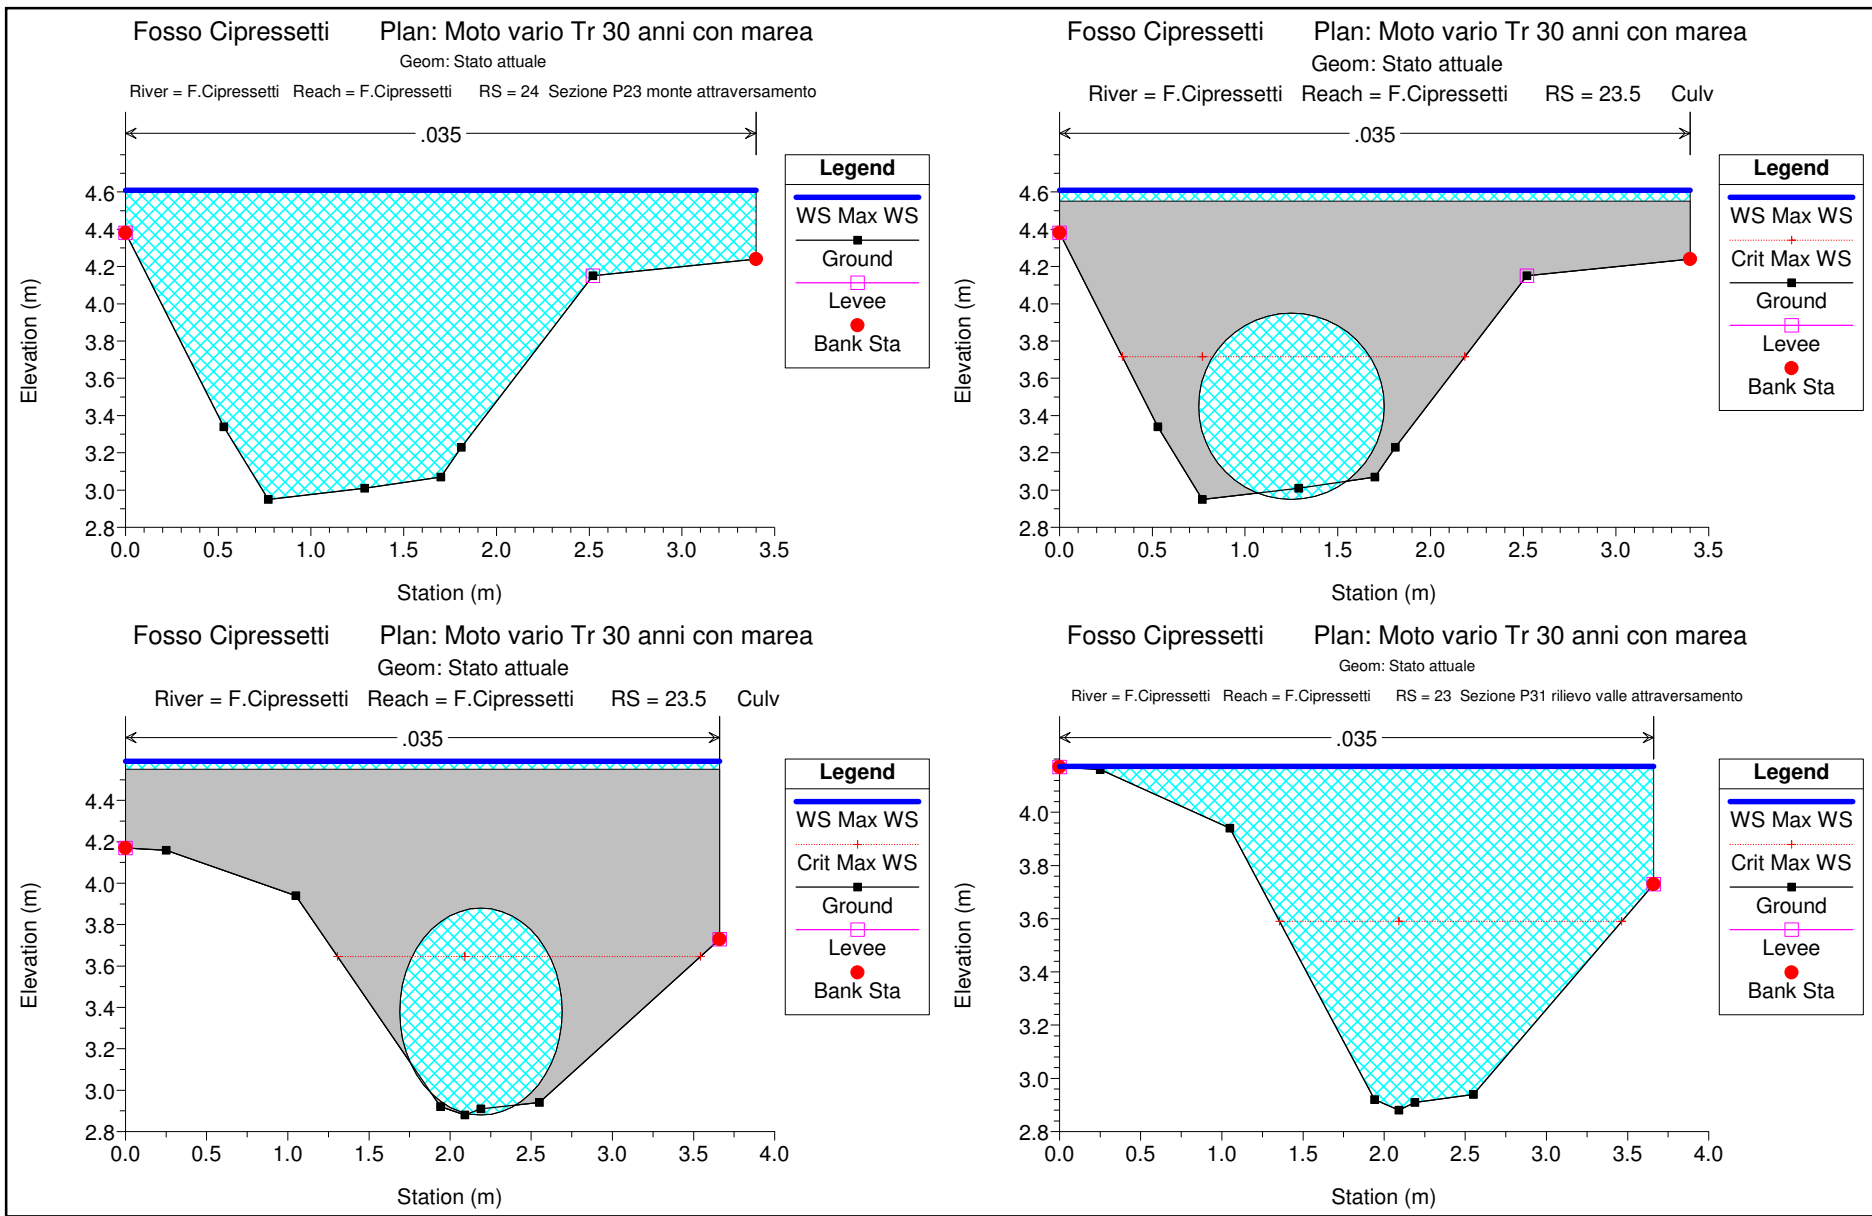 Fosso Cipressetti Plan: Moto vario Tr 30 anni con marea
Geom: Stato attuale
River = F.Cipressetti Reach = F.Cipressetti RS = 24 Sezione P23 monte attraversamento
.035
Legend
WS Max WS
Ground
Levee
Bank Sta
Elevation (m)
4.6
4.4
4.2
4.0
3.8
3.6
3.4
3.2
3.0
2.8
0.0 0.5 1.0 1.5 2.0 2.5 3.0 3.5
Station (m)
Fosso Cipressetti Plan: Moto vario Tr 30 anni con marea
Geom: Stato attuale
River = F.Cipressetti Reach = F.Cipressetti RS = 23.5 Culv
.035
Legend
WS Max WS
Crit Max WS
Ground
Levee
Bank Sta
Elevation (m)
4.6
4.4
4.2
4.0
3.8
3.6
3.4
3.2
3.0
2.8
0.0 0.5 1.0 1.5 2.0 2.5 3.0 3.5
Station (m)
Fosso Cipressetti Plan: Moto vario Tr 30 anni con marea
Geom: Stato attuale
River = F.Cipressetti Reach = F.Cipressetti RS = 23.5 Culv
.035
Legend
WS Max WS
Crit Max WS
Ground
Levee
Bank Sta
Elevation (m)
4.4
4.2
4.0
3.8
3.6
3.4
3.2
3.0
2.8
0.0 0.5 1.0 1.5 2.0 2.5 3.0 3.5 4.0
Station (m)
Fosso Cipressetti Plan: Moto vario Tr 30 anni con marea
Geom: Stato attuale
River = F.Cipressetti Reach = F.Cipressetti RS = 23 Sezione P31 rilievo valle attraversamento
.035
Legend
WS Max WS
Crit Max WS
Ground
Levee
Bank Sta
Elevation (m)
4.0
3.8
3.6
3.4
3.2
3.0
2.8
0.0 0.5 1.0 1.5 2.0 2.5 3.0 3.5 4.0
Station (m)